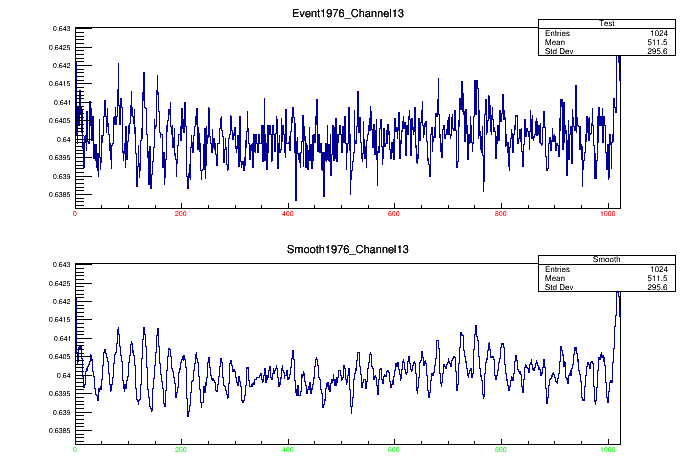 Event1976_Channel13
Test
Entries 1024
Mean 511.5
Std Dev 295.6
0.643
0.6425
0.642
0.6415
0.641
0.6405
0.64
0.6395
0.639
0.6385
0 200 400 600 800 1000
Smooth1976_Channel13
Smooth
Entries 1024
Mean 511.5
Std Dev 295.6
0.643
0.6425
0.642
0.6415
0.641
0.6405
0.64
0.6395
0.639
0.6385
0 200 400 600 800 1000